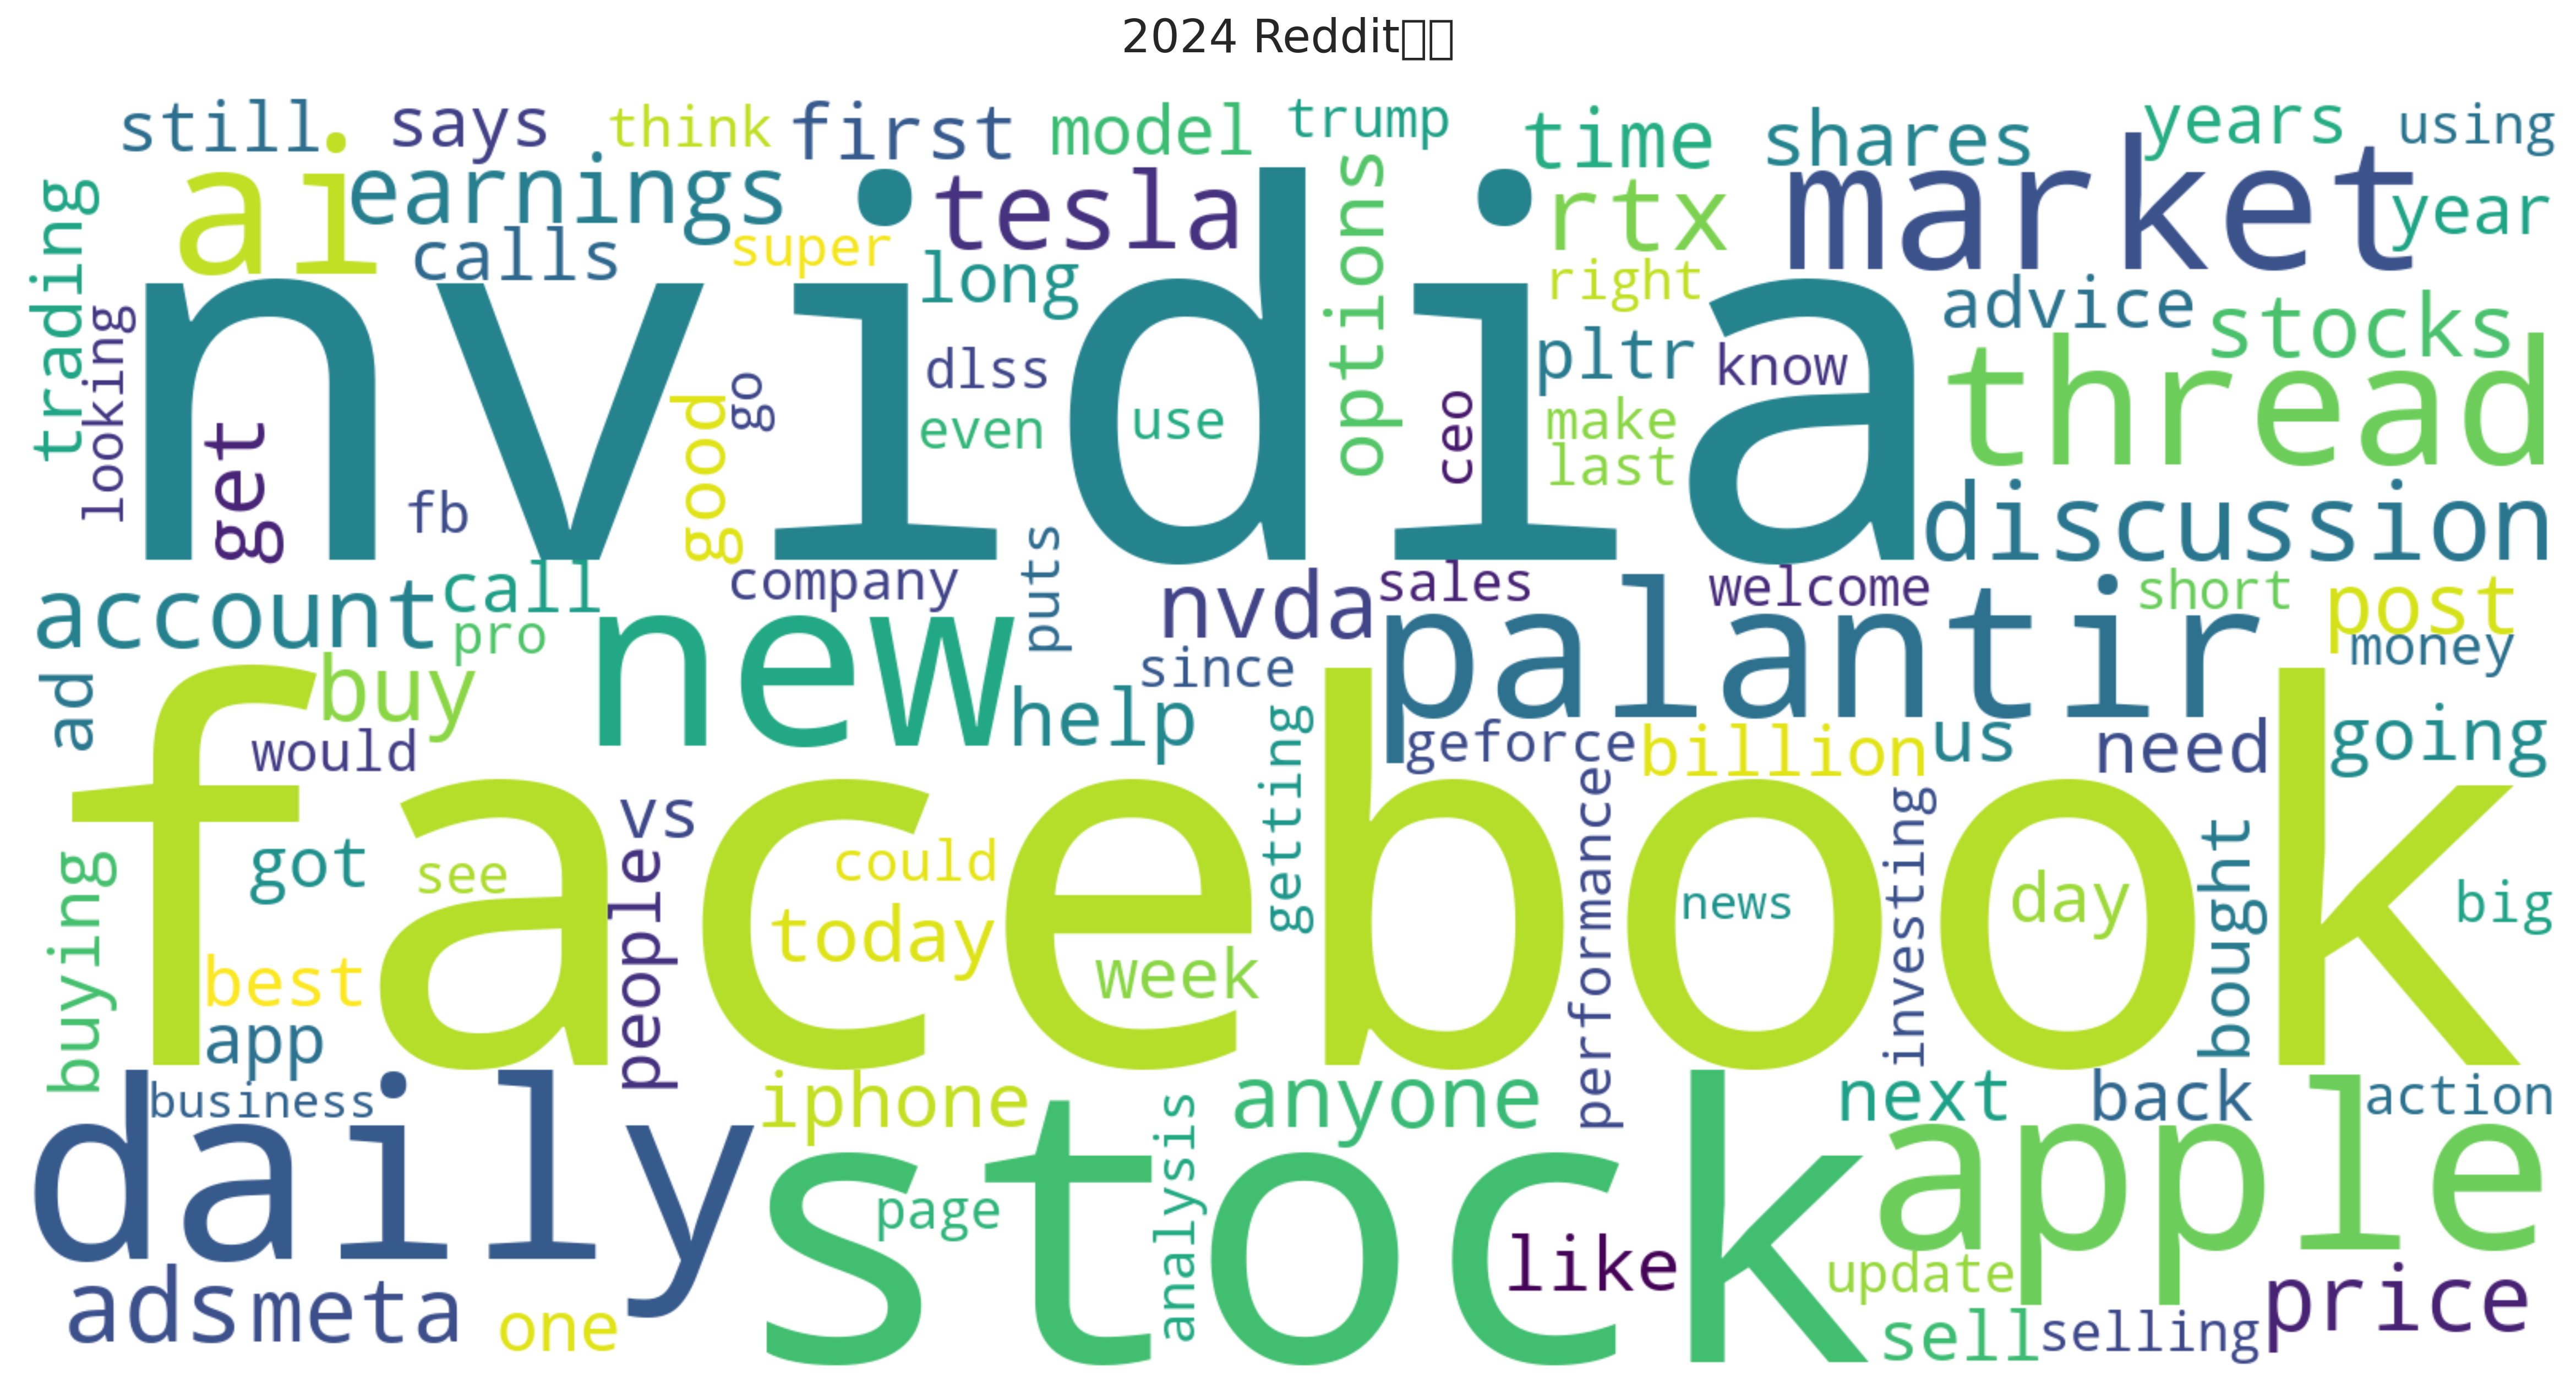 2024 Reddit
still says think first model trump time shares years using
ai earnings tesla options rtx market year
trading calls super long right advice stocks
looking nvidia dlss pltr know thread
get good go even use ceo make
last
fb puts discussion
account call company nvda sales welcome short post
pro new since palantir money
ad buy help geforce billion us need going
would facebook getting performance investing
vs people
got see could news day bought big
buying best today week
app
business iphone anyone next back action
daily stock analysis apple
page like update
ads meta one sell selling price